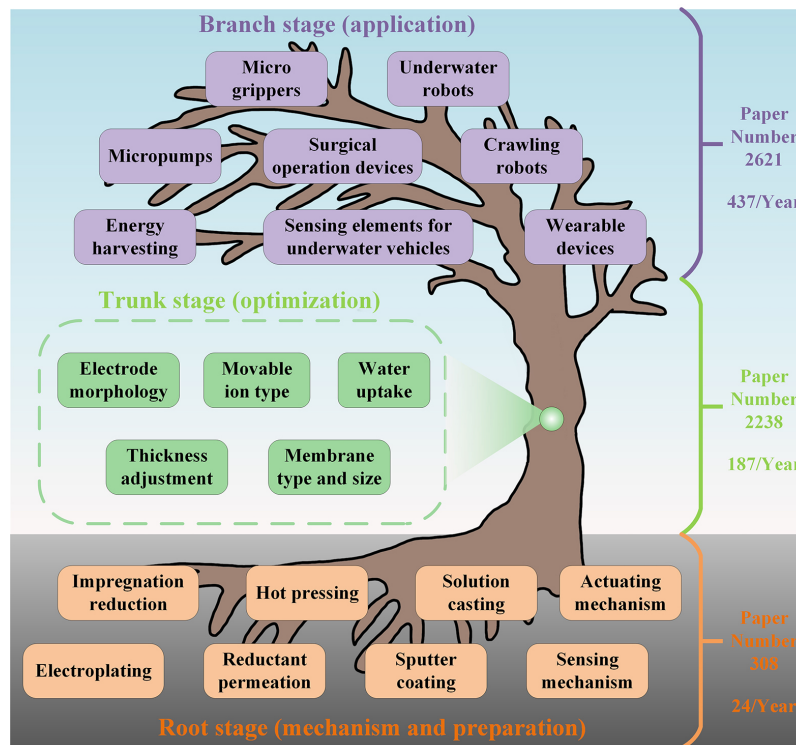 Branch stage (application)
Micro
grippers
Underwater
robots
Micropumps
Surgical
operation devices
Crawling
robots
Energy
harvesting
Sensing elements for
underwater vehicles
Wearable
devices
Paper
Number
2621
437/Year
Trunk stage (optimization)
Electrode
morphology
Movable
ion type
Water
uptake
Thickness
adjustment
Membrane
type and size
Paper
Number
2238
187/Year
Impregnation
reduction
Hot pressing
Solution
casting
Actuating
mechanism
Electroplating
Reductant
permeation
Sputter
coating
Sensing
mechanism
Paper
Number
308
24/Year
Root stage (mechanism and preparation)